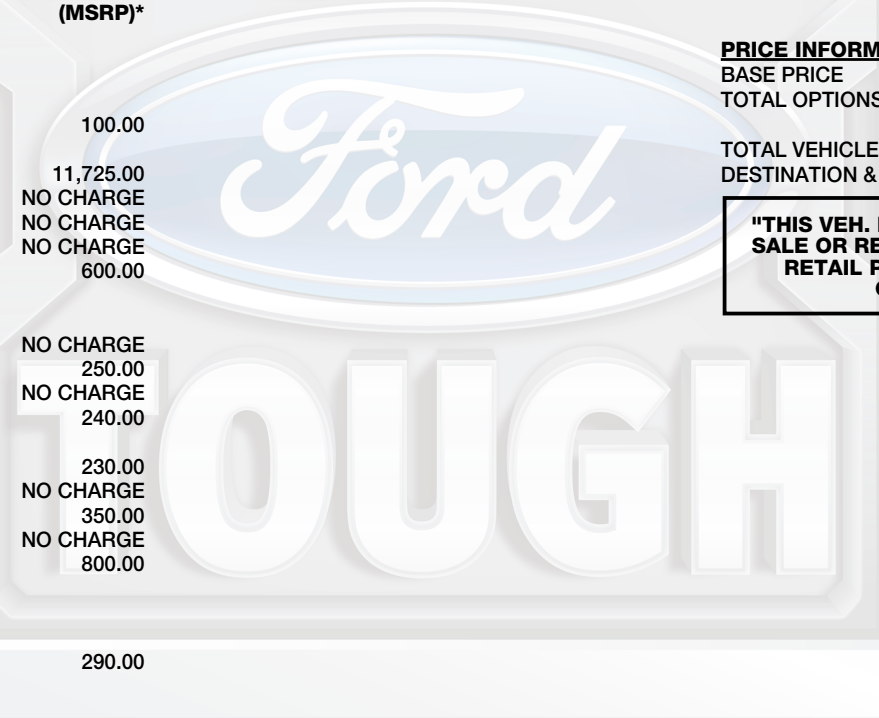 (MSRP)*
100.00
11,725.00
NO CHARGE
NO CHARGE
NO CHARGE
600.00
NO CHARGE
250.00
NO CHARGE
240.00
230.00
NO CHARGE
350.00
NO CHARGE
800.00
290.00
PRICE INFORM
BASE PRICE
TOTAL OPTIONS
TOTAL VEHICLE
DESTINATION &
"THIS VEH.
SALE OR RE
RETAIL P
Ford
TOUGH